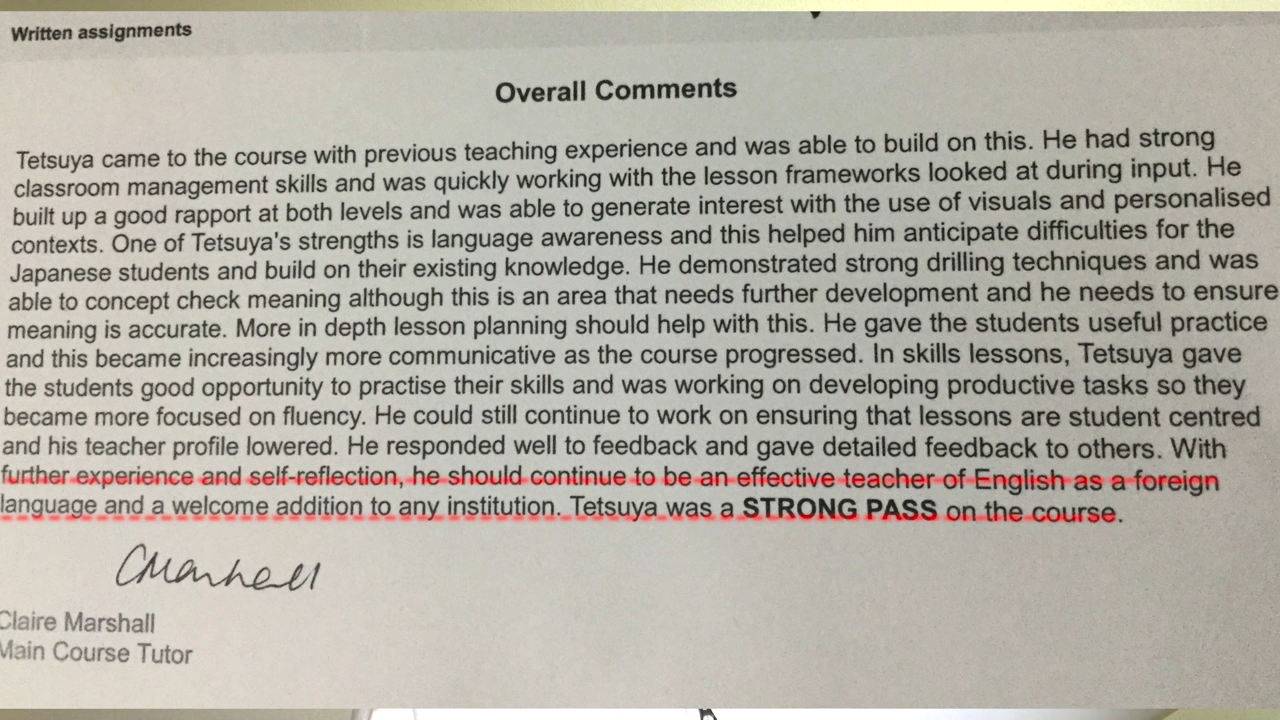 Written assignments
Overall Comments
Tetsuya came to the course with previous teaching experience and was able to build on this. He had strong
classroom management skills and was quickly working with the lesson frameworks looked at during input. He
built up a good rapport at both levels and was able to generate interest with the use of visuals and personalised
contexts. One of Tetsuya's strengths is language awareness and this helped him anticipate difficulties for the
Japanese students and build on their existing knowledge. He demonstrated strong drilling techniques and was
able to concept check meaning although this is an area that needs further development and he needs to ensure
meaning is accurate. More in depth lesson planning should help with this. He gave the students useful practice
and this became increasingly more communicative as the course progressed. In skills lessons, Tetsuya gave
the students good opportunity to practise their skills and was working on developing productive tasks so they
became more focused on fluency. He could still continue to work on ensuring that lessons are student centred
and his teacher profile lowered. He responded well to feedback and gave detailed feedback to others. With
further experience and self-reflection, he should continue to be an effective teacher of English as a foreign
language and a welcome addition to any institution. Tetsuya was a STRONG PASS on the course.
CMarshall
Claire Marshall
Main Course Tutor